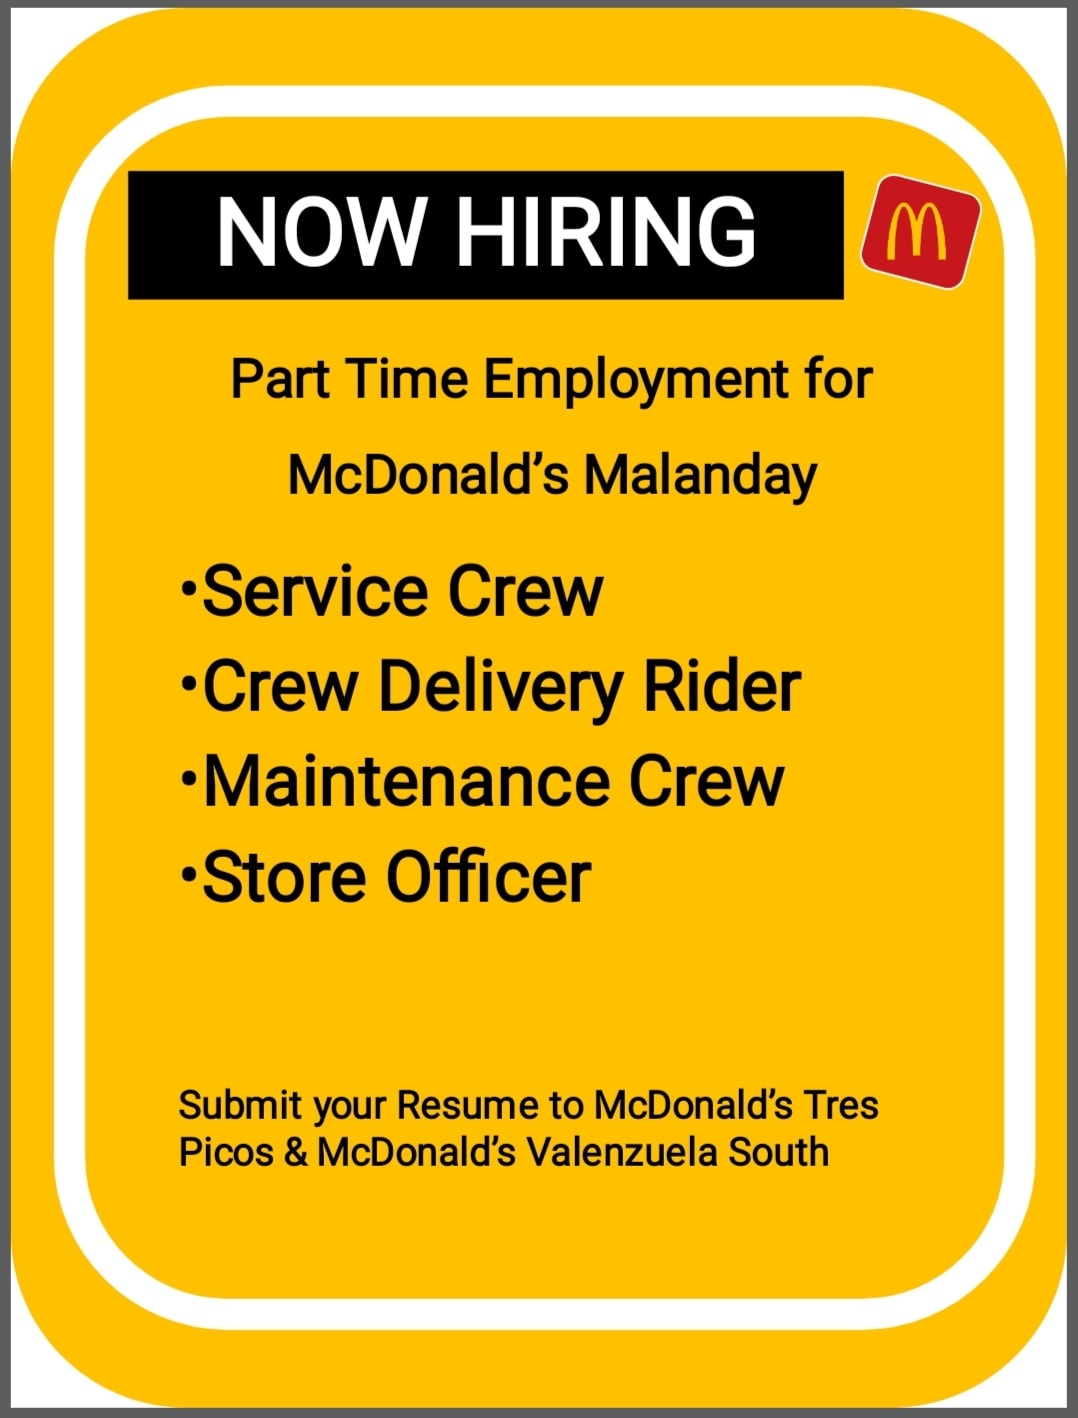 NOW HIRING
Part Time Employment for
McDonald’s Malanday
•Service Crew
•Crew Delivery Rider
•Maintenance Crew
•Store Officer
Submit your Resume to McDonald’s Tres
Picos & McDonald’s Valenzuela South